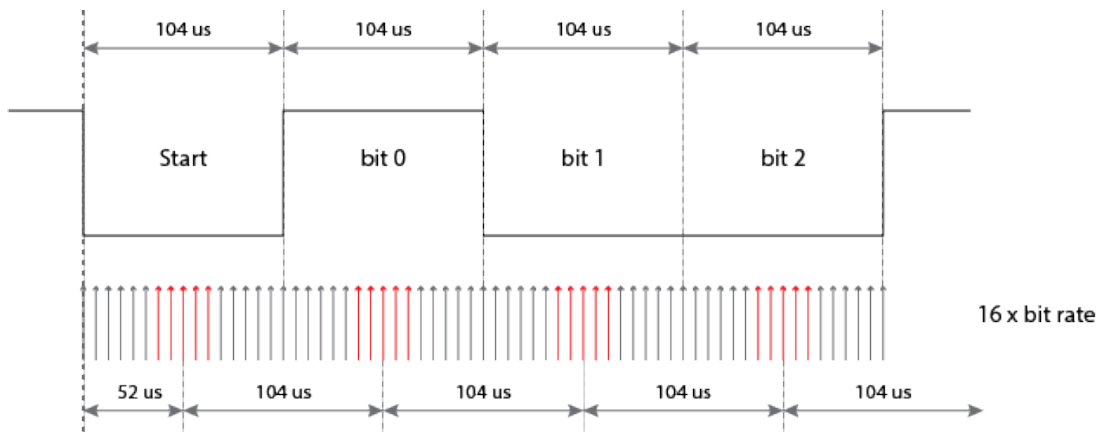 104 us 104 us 104 us 104 us
Start bit 0 bit 1 bit 2
16 x bit rate
52 us 104 us 104 us 104 us 104 us